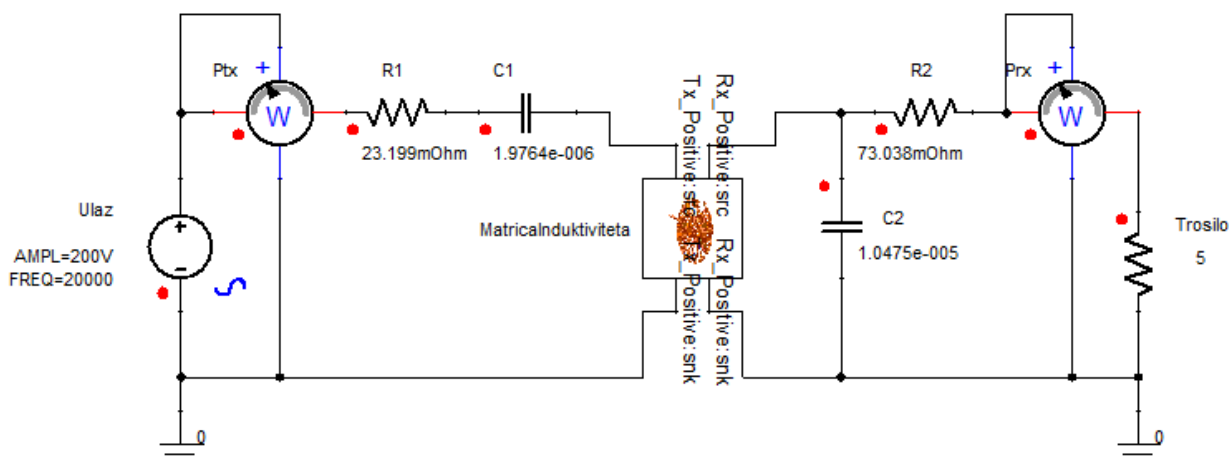 Ptx
+
W
R1
23.199mOhm
C1
1.9764e-006
Ulaz
AMPL=200V
FREQ=20000
+
0
MatricaInduktiviteta
Tx_Positive:src
Rx_Positive:src
Tx_Positive:snk
Rx_Positive:snk
C2
1.0475e-005
R2
73.038mOhm
Prx
+
W
Trosilo
5
0